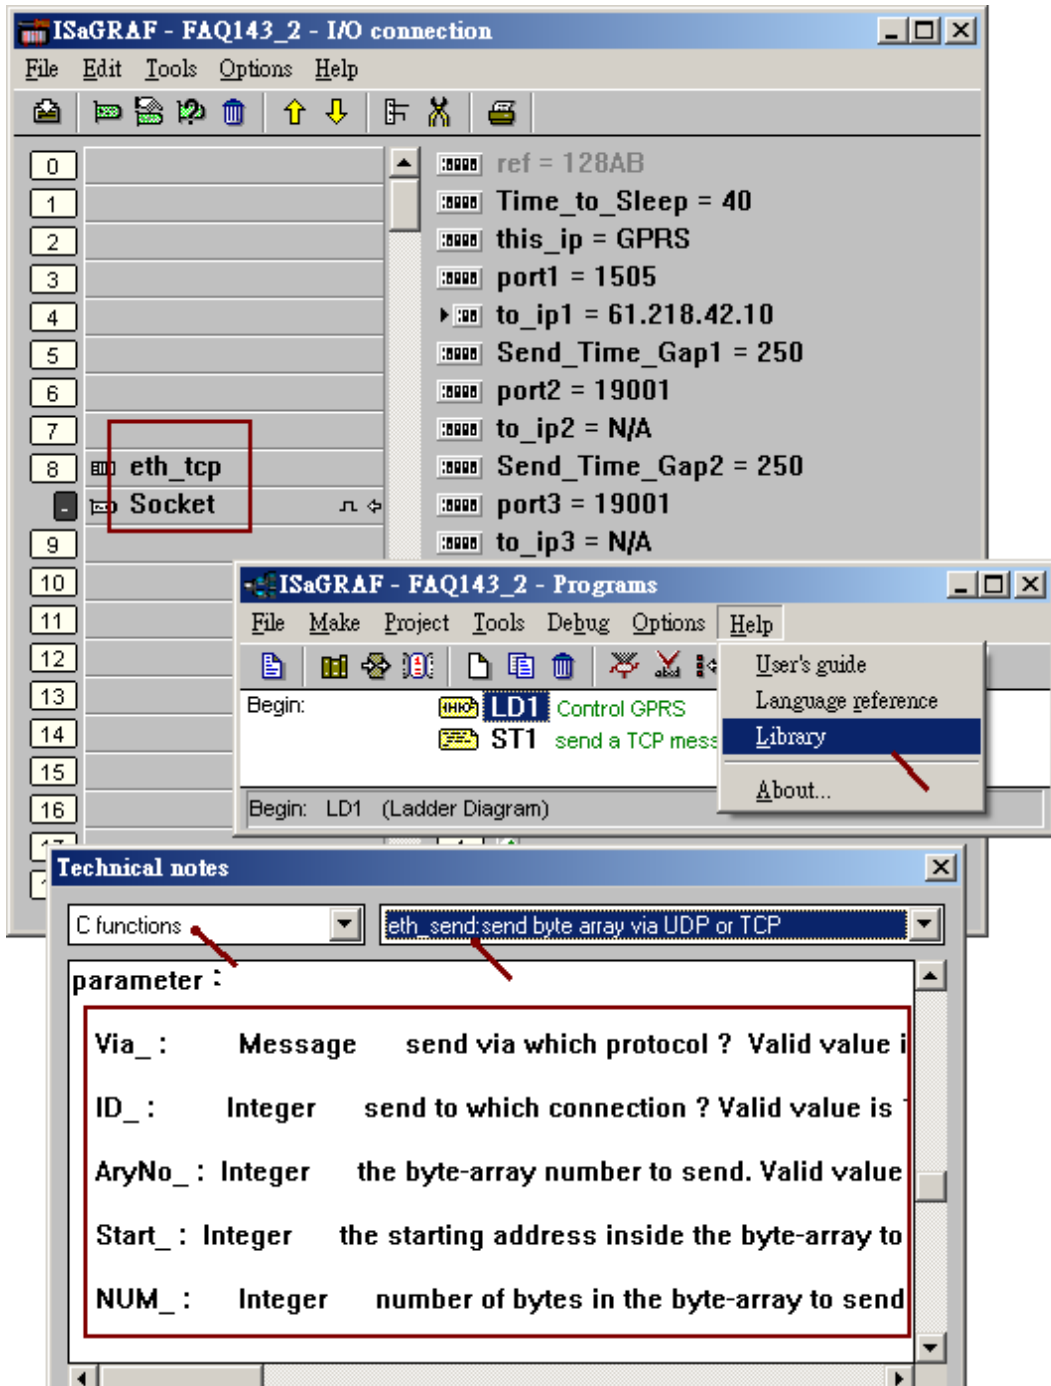 ISaGRAF - FAQ143_2 - I/O connection
File Edit Tools Options Help
0
1
2
3
4
5
6
7
8 eth_tcp
- Socket
9
10
11
12
13
14
15
16
17
ref = 128AB
Time_to_Sleep = 40
this_ip = GPRS
port1 = 1505
to_ip1 = 61.218.42.10
Send_Time_Gap1 = 250
port2 = 19001
to_ip2 = N/A
Send_Time_Gap2 = 250
port3 = 19001
to_ip3 = N/A
ISaGRAF - FAQ143_2 - Programs
File Make Project Tools Debug Options Help
User's guide
Language reference
Library
About...
Begin: LD1 Control GPRS
ST1 send a TCP mess
Begin: LD1 (Ladder Diagram)
Technical notes
C functions
eth_send:send byte array via UDP or TCP
parameter :
Via_ : Message send via which protocol ? Valid value i
ID_ : Integer send to which connection ? Valid value is
AryNo_ : Integer the byte-array number to send. Valid value
Start_ : Integer the starting address inside the byte-array to
NUM_ : Integer number of bytes in the byte-array to send